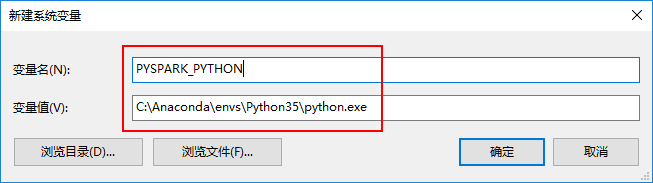 新建系统变量
变量名(N): PYSPARK_PYTHON
变量值(V): C:\Anaconda\envs\Python35\python.exe
浏览目录(D)... 浏览文件(F)... 确定 取消